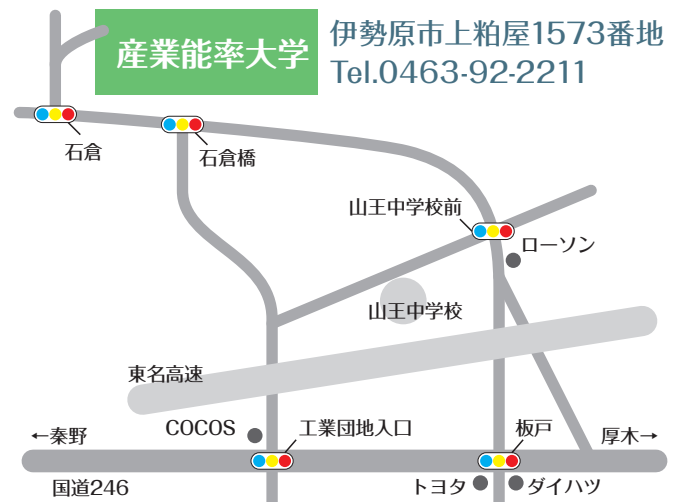 産業能率大学
伊勢原市上粕屋1573番地
Tel.0463-92-2211
石倉
石倉橋
山王中学校前
ローソン
山王中学校
東名高速
COCOS
工業団地入口
板戸
←秦野
厚木→
国道246
トヨタ
ダイハツ